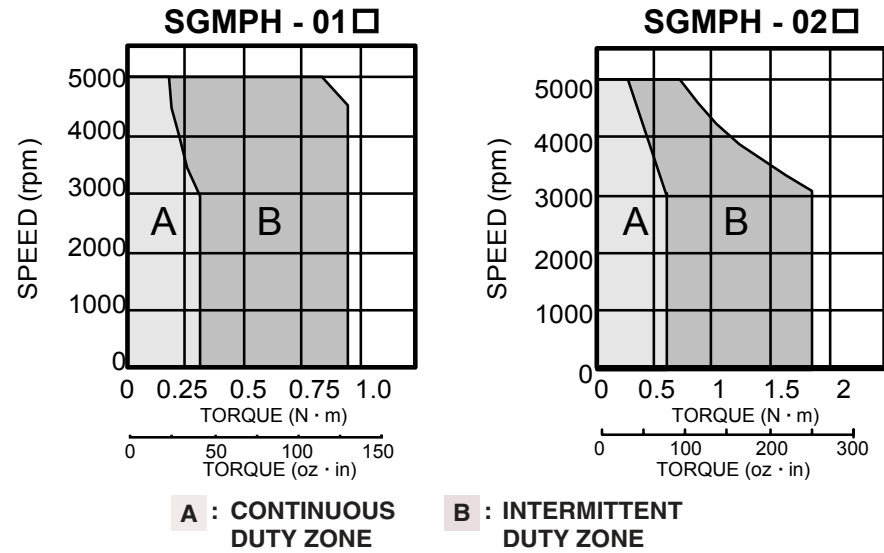 SGMPH - 01□
SPEED (rpm)
5000
4000
3000
2000
1000
0
A
B
0 0.25 0.5 0.75 1.0
TORQUE (N · m)
0 50 100 150
TORQUE (oz · in)
SGMPH - 02□
SPEED (rpm)
5000
4000
3000
2000
1000
0
A
B
0 0.5 1 1.5 2
TORQUE (N · m)
0 100 200 300
TORQUE (oz · in)
A : CONTINUOUS
DUTY ZONE
B : INTERMITTENT
DUTY ZONE